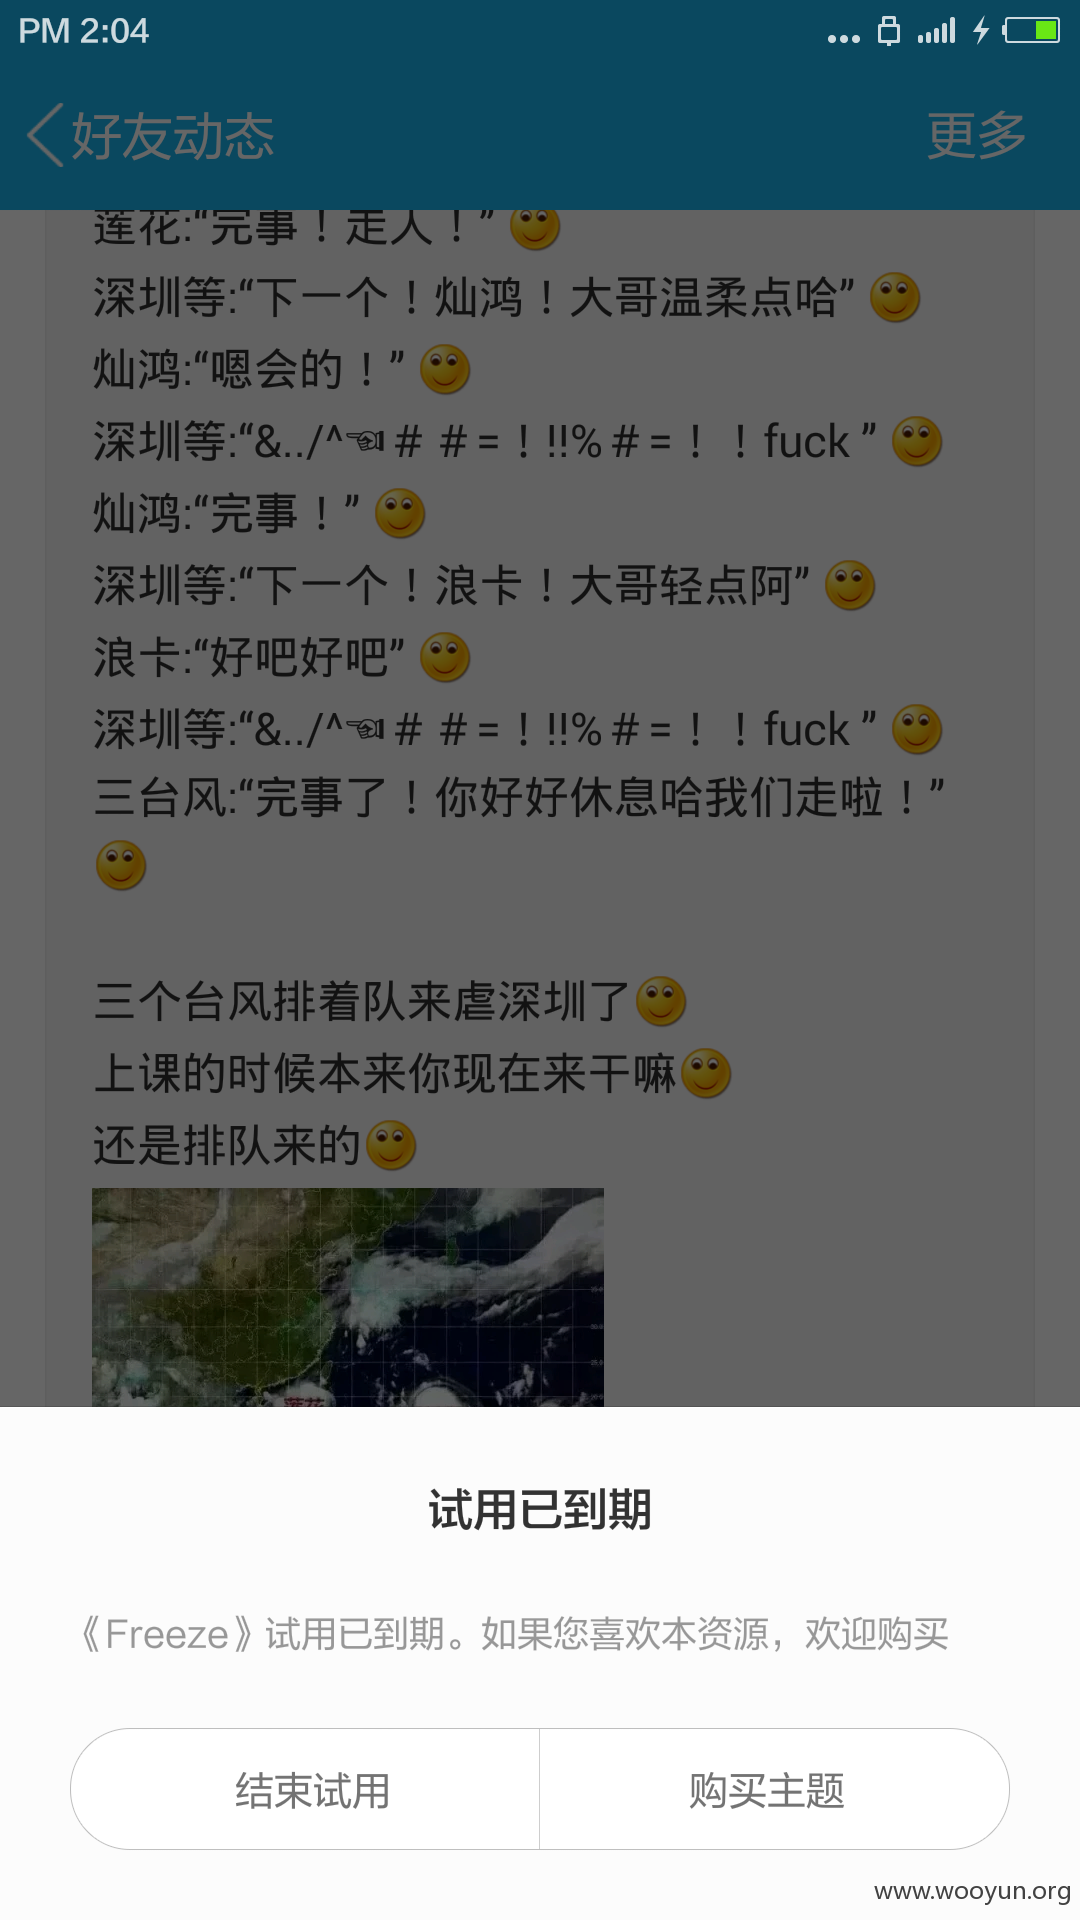 PM 2:04
好友动态
更多
莲花:“完事！走人！”
深圳等:“下一个！灿鸿！大哥温柔点哈”
灿鸿:“嗯会的！”
深圳等:“&../^☜＃＃=！!!%＃=！！fuck ”
灿鸿:“完事！”
深圳等:“下一个！浪卡！大哥轻点阿”
浪卡:“好吧好吧”
深圳等:“&../^☜＃＃=！!!%＃=！！fuck ”
三台风:“完事了！你好好休息哈我们走啦！”
三个台风排着队来虐深圳了
上课的时候本来你现在来干嘛
还是排队来的
莲花
试用已到期
《Freeze》试用已到期。如果您喜欢本资源，欢迎购买
结束试用
购买主题
www.wooyun.org